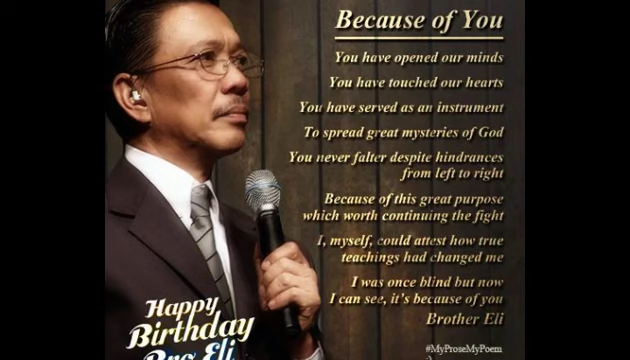 Because of You
You have opened our minds
You have touched our hearts
You have served as an instrument
To spread great mysteries of God
You never falter despite hindrances
from left to right
Because of this great purpose
which worth continuing the fight
I, myself, could attest how true
teachings had changed me
I was once blind but now
I can see, it's because of you
Brother Eli
Happy
Birthday
Bro Eli
#MyProseMyPoem